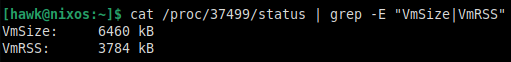 [hawk@nixos:~]$ cat /proc/37499/status | grep -E "VmSize|VmRSS"
VmSize:     6460 kB
VmRSS:      3784 kB